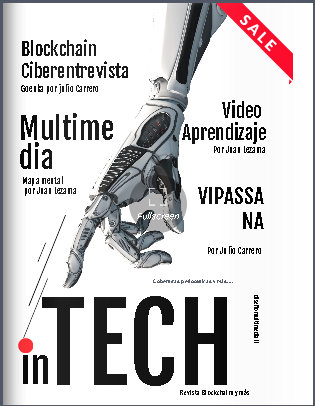 SALE
Blockchain
Ciberentrevista
Goenka por Julio Carrero
Video
Aprendizaje
Por Juan Lezama
Multime
dia
Mapa mental
por Juan Lezama
VIPASSA
NA
Fullscreen
Por Julio Carrero
inTECH
Revista Blockchain y más